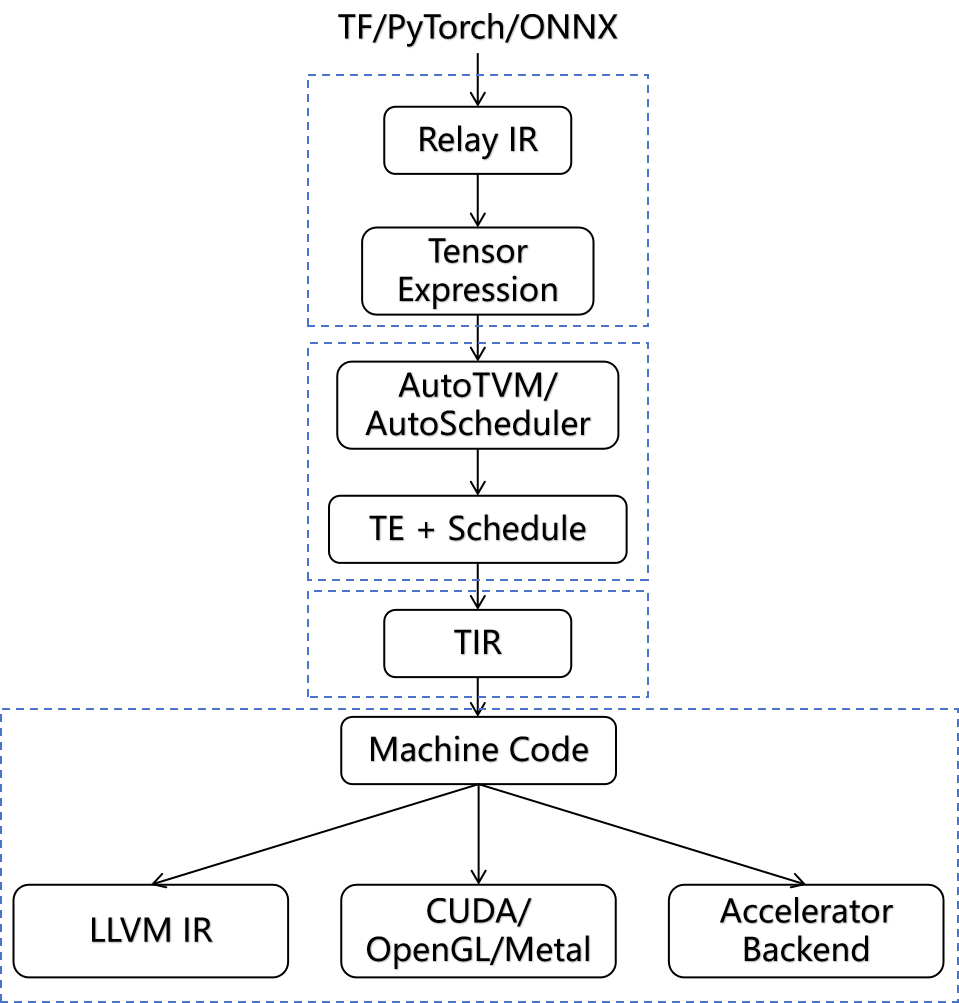 TF/PyTorch/ONNX
Relay IR
Tensor
Expression
AutoTVM/
AutoScheduler
TE + Schedule
TIR
Machine Code
LLVM IR
CUDA/
OpenGL/Metal
Accelerator
Backend